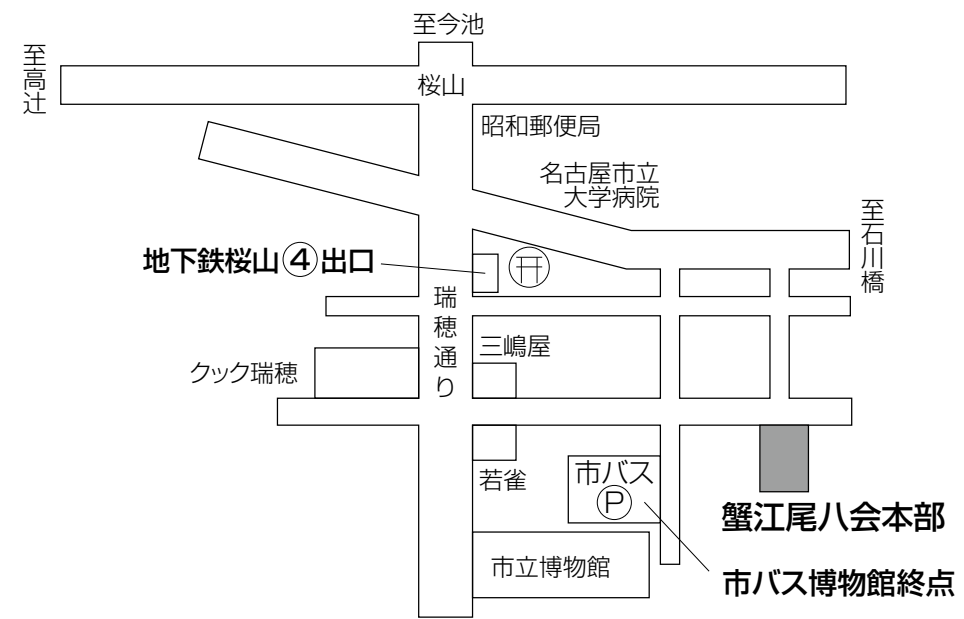 至今池
至高辻
桜山
昭和郵便局
名古屋市立
大学病院
至石川橋
地下鉄桜山④出口
瑞穂通り
三嶋屋
クック瑞穂
若雀
市バス
Ⓟ
蟹江尾八会本部
市立博物館
市バス博物館終点